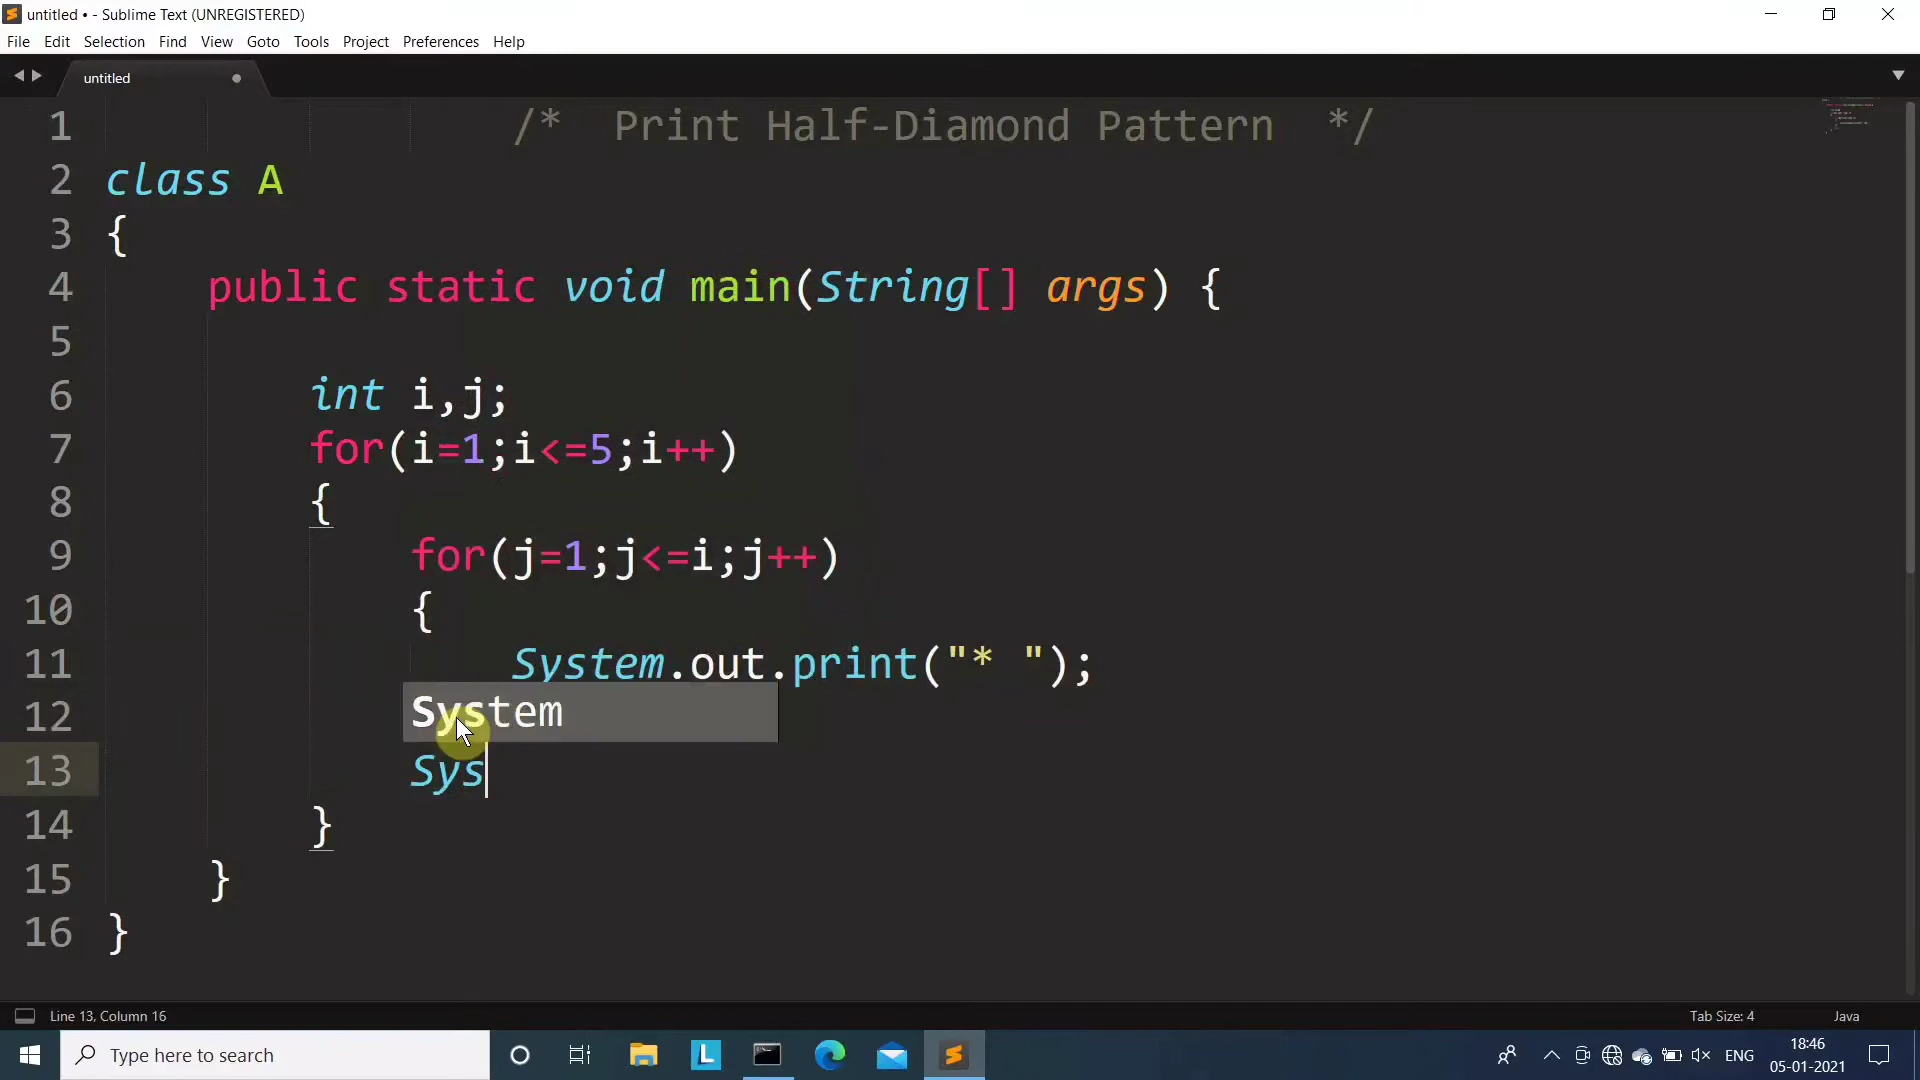 untitled • - Sublime Text (UNREGISTERED)
File Edit Selection Find View Goto Tools Project Preferences Help
untitled
1 /* Print Half-Diamond Pattern */
2 class A
3 {
4 public static void main(String[] args) {
5
6 int i,j;
7 for(i=1;i<=5;i++)
8 {
9 for(j=1;j<=i;j++)
10 {
11 System.out.print("* ");
12 System
13 Sys
14 }
15 }
16 }
Line 13, Column 16 Tab Size: 4 Java
Type here to search L ENG 18:46
05-01-2021